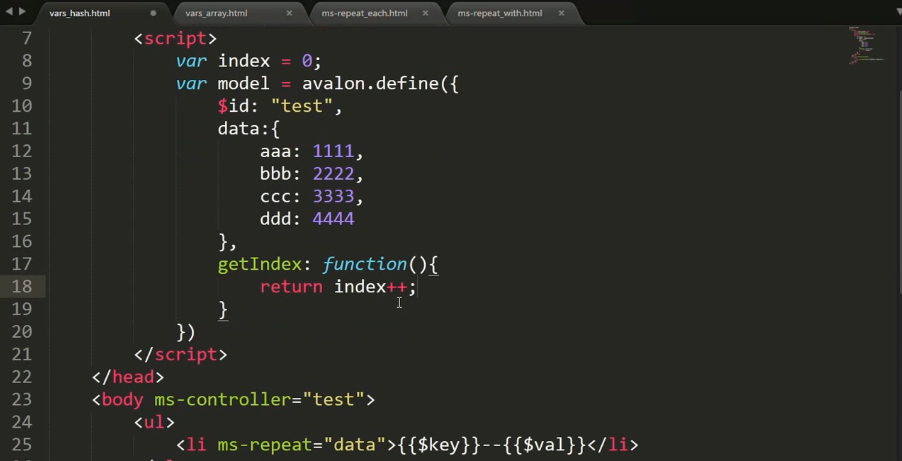 vars_hash.html
vars_array.html
ms-repeat_each.html
ms-repeat_with.html
7 <script>
8 var index = 0;
9 var model = avalon.define({
10 $id: "test",
11 data:{
12 aaa: 1111,
13 bbb: 2222,
14 ccc: 3333,
15 ddd: 4444
16 },
17 getIndex: function(){
18 return index++;
19 }
20 })
21 </script>
22 </head>
23 <body ms-controller="test">
24 <ul>
25 <li ms-repeat="data">{{$key}}--{{$val}}</li>